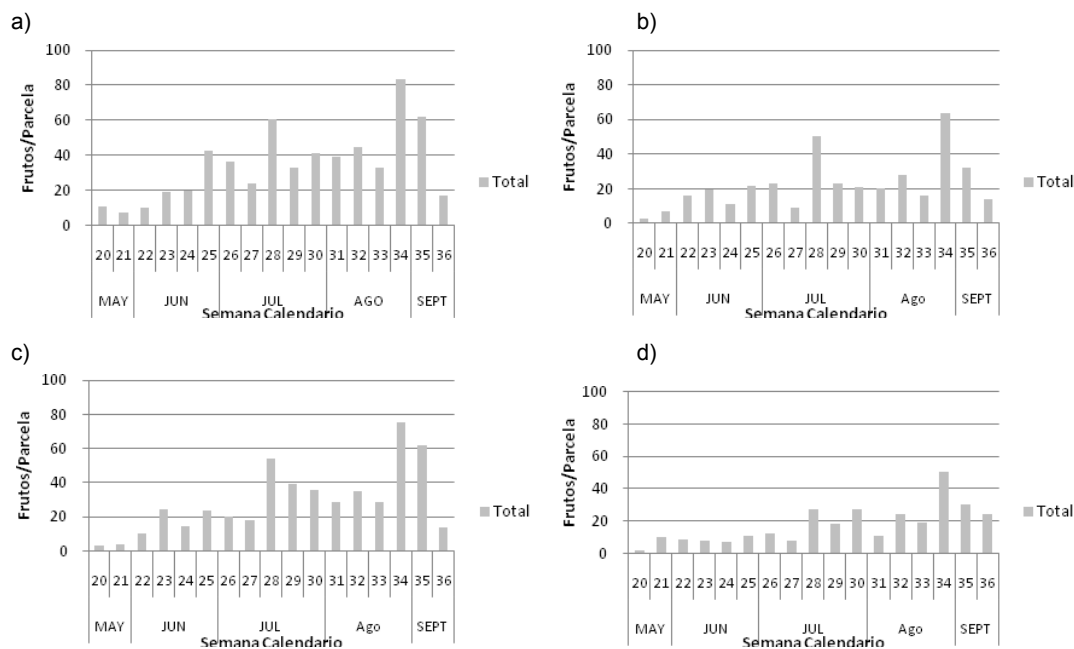 a)
100
80
60
40
20
0
Frutos/Parcela
20 21 22 23 24 25 26 27 28 29 30 31 32 33 34 35 36
MAY JUN JUL AGO SEPT
Semana Calendario
Total
b)
100
80
60
40
20
0
Frutos/Parcela
20 21 22 23 24 25 26 27 28 29 30 31 32 33 34 35 36
MAY JUN JUL Ago SEPT
Semana Calendario
Total
c)
100
80
60
40
20
0
Frutos/Parcela
20 21 22 23 24 25 26 27 28 29 30 31 32 33 34 35 36
MAY JUN JUL Ago SEPT
Semana Calendario
Total
d)
100
80
60
40
20
0
Frutos/Parcela
20 21 22 23 24 25 26 27 28 29 30 31 32 33 34 35 36
MAY JUN JUL Ago SEPT
Semana Calendario
Total